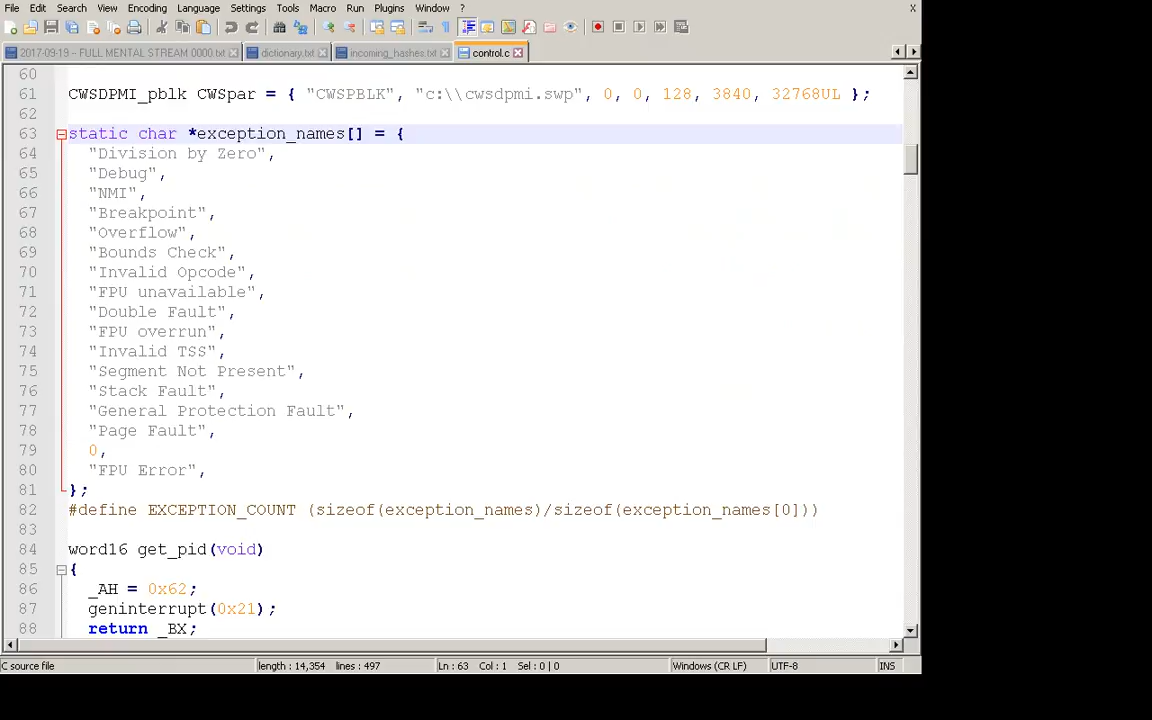 File Edit Search View Encoding Language Settings Tools Macro Run Plugins Window ? X
2017-09-19 – FULL MENTAL STREAM 0000.txt dictionary.txt incoming_hashes.txt control.c
60
61 CWSDPMI_pblk CWSpar = { "CWSPBLK", "c:\\cwsdpmi.swp", 0, 0, 128, 3840, 32768UL };
62
63 static char *exception_names[] = {
64 "Division by Zero",
65 "Debug",
66 "NMI",
67 "Breakpoint",
68 "Overflow",
69 "Bounds Check",
70 "Invalid Opcode",
71 "FPU unavailable",
72 "Double Fault",
73 "FPU overrun",
74 "Invalid TSS",
75 "Segment Not Present",
76 "Stack Fault",
77 "General Protection Fault",
78 "Page Fault",
79 0,
80 "FPU Error",
81 };
82 #define EXCEPTION_COUNT (sizeof(exception_names)/sizeof(exception_names[0]))
83
84 word16 get_pid(void)
85 {
86 _AH = 0x62;
87 geninterrupt(0x21);
88 return _BX;
C source file length : 14,354 lines : 497 Ln : 63 Col : 1 Sel : 0 | 0 Windows (CR LF) UTF-8 INS